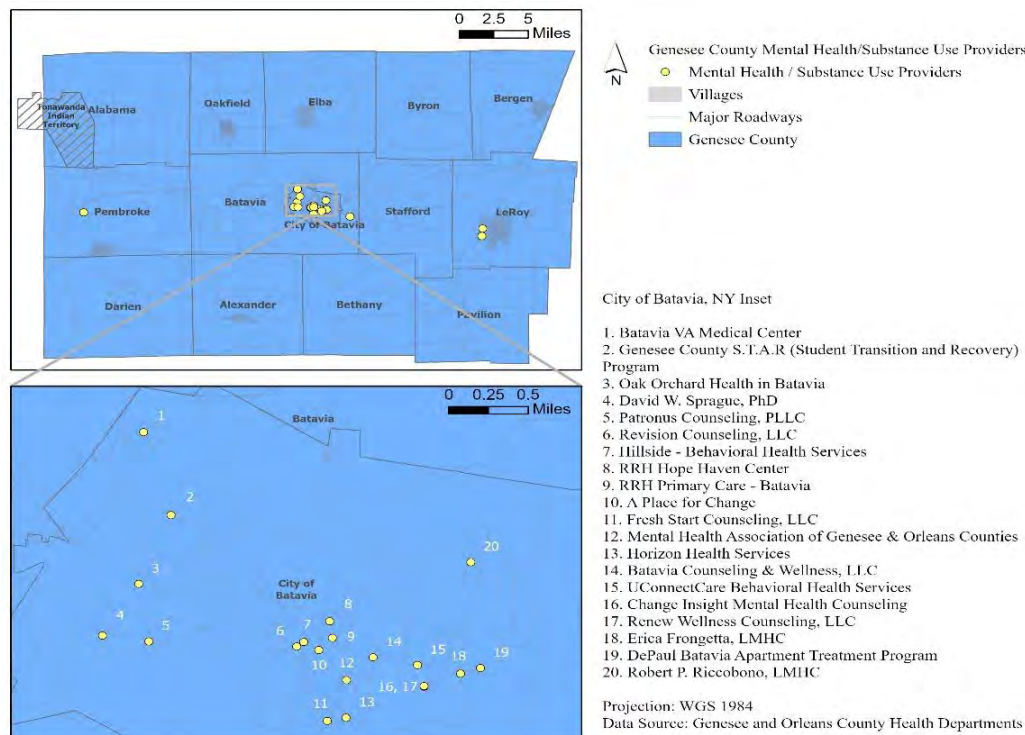 0 2.5 5
Miles
Tonawanda
Indian
Territory
Alabama
Oakfield
Elba
Byron
Bergen
Pembroke
Batavia
City of Batavia
Stafford
LeRoy
Darien
Alexander
Bethany
Pavilion
N
Genesee County Mental Health/Substance Use Providers
Mental Health / Substance Use Providers
Villages
Major Roadways
Genesee County
0 0.25 0.5
Miles
Batavia
City of
Batavia
1
2
3
4
5
6
7
8
9
10
11
12
13
14
15
16, 17
18
19
20
City of Batavia, NY Inset
1. Batavia VA Medical Center
2. Genesee County S.T.A.R (Student Transition and Recovery)
Program
3. Oak Orchard Health in Batavia
4. David W. Sprague, PhD
5. Patronus Counseling, PLLC
6. Revision Counseling, LLC
7. Hillside - Behavioral Health Services
8. RRH Hope Haven Center
9. RRH Primary Care - Batavia
10. A Place for Change
11. Fresh Start Counseling, LLC
12. Mental Health Association of Genesee & Orleans Counties
13. Horizon Health Services
14. Batavia Counseling & Wellness, LLC
15. UConnectCare Behavioral Health Services
16. Change Insight Mental Health Counseling
17. Renew Wellness Counseling, LLC
18. Erica Frongetta, LMHC
19. DePaul Batavia Apartment Treatment Program
20. Robert P. Riccobono, LMHC
Projection: WGS 1984
Data Source: Genesee and Orleans County Health Departments